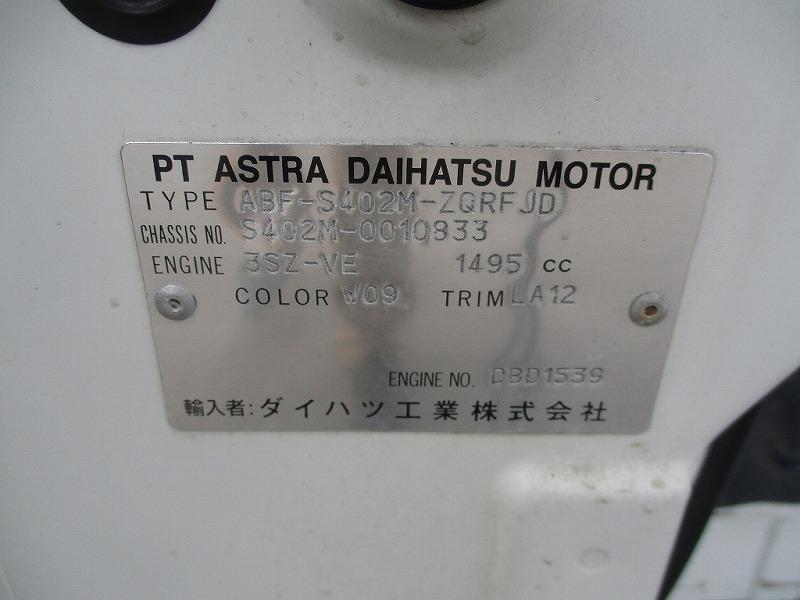 PT ASTRA DAIHATSU MOTOR
TYPE ABF-S402M-ZQRFJD
CHASSIS NO. S402M-0010833
ENGINE 3SZ-VE 1495 cc
COLOR W09 TRIM LA12
ENGINE NO. DBD1539
輸入者:ダイハツ工業株式会社